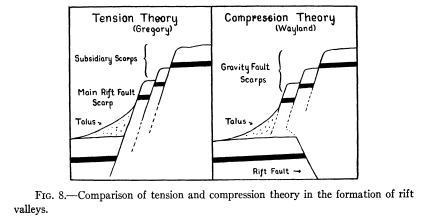 Tension Theory
(Gregory)
Subsidiary Scarps
Main Rift Fault
Scarp
Talus
Compression Theory
(Wayland)
Gravity Fault
Scarps
Talus
Rift Fault →
FIG. 8.—Comparison of tension and compression theory in the formation of rift
valleys.